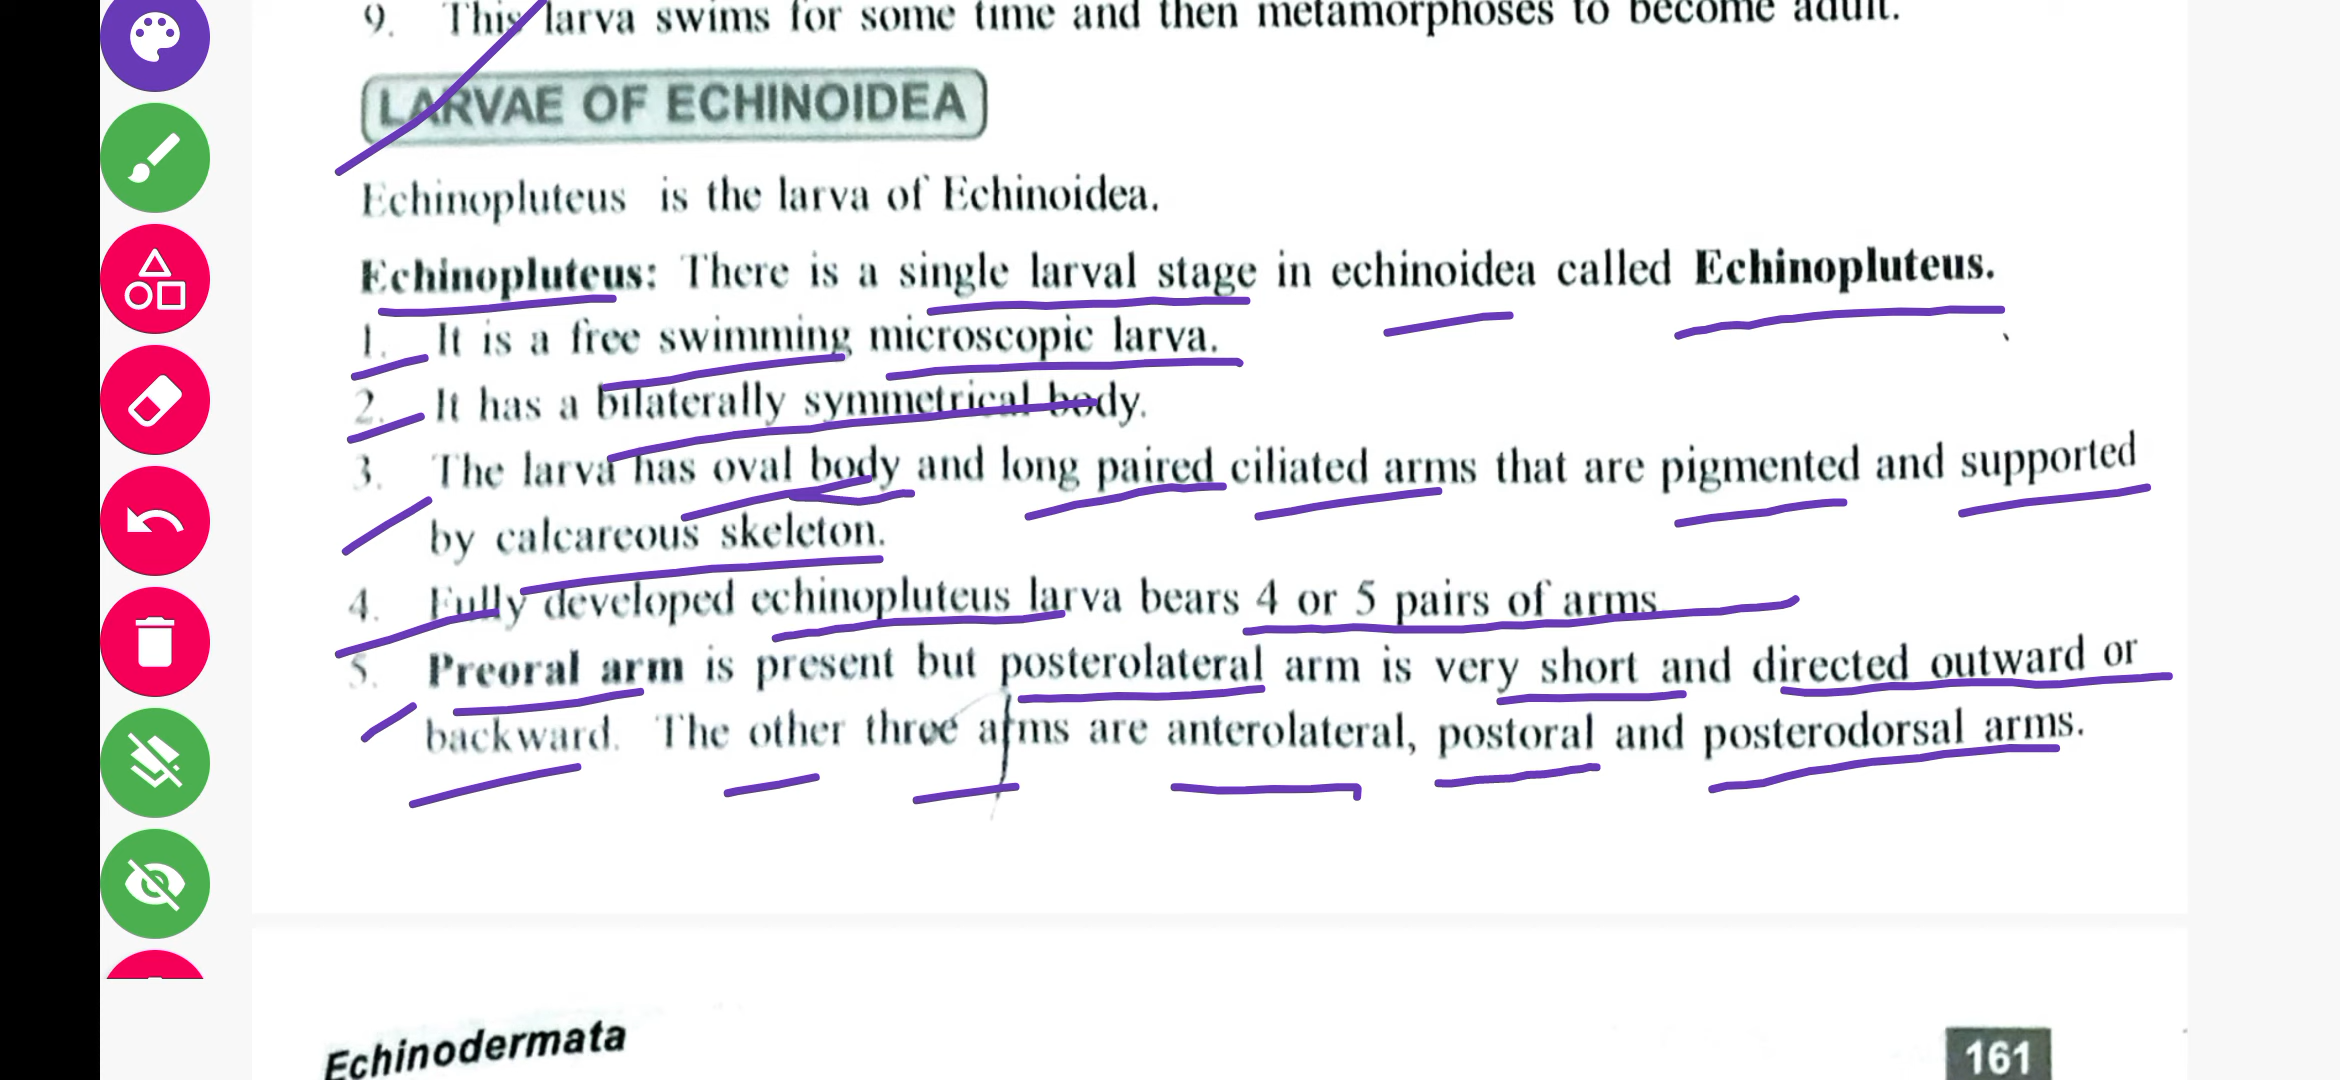 9. This larva swims for some time and then metamorphoses to become adult.
LARVAE OF ECHINOIDEA
Echinopluteus is the larva of Echinoidea.
Echinopluteus: There is a single larval stage in echinoidea called Echinopluteus.
1. It is a free swimming microscopic larva.
2. It has a bilaterally symmetrical body.
3. The larva has oval body and long paired ciliated arms that are pigmented and supported
by calcareous skeleton.
4. Fully developed echinopluteus larva bears 4 or 5 pairs of arms
5. Preoral arm is present but posterolateral arm is very short and directed outward or
backward. The other three arms are anterolateral, postoral and posterodorsal arms.
Echinodermata
161